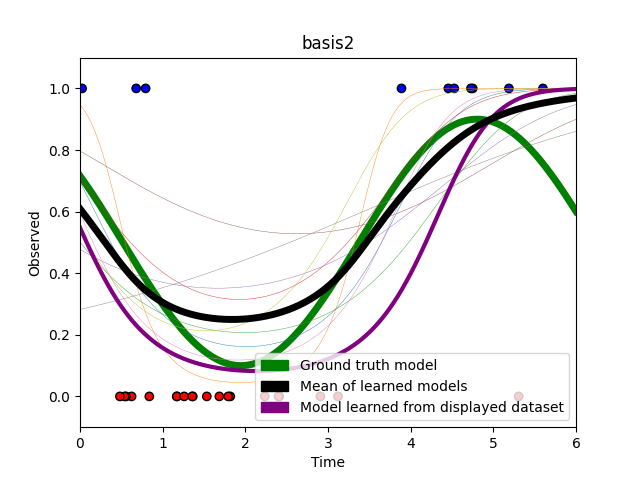 basis2
Observed
1.0
0.8
0.6
0.4
0.2
0.0
Ground truth model
Mean of learned models
Model learned from displayed dataset
0
1
2
3
4
5
6
Time